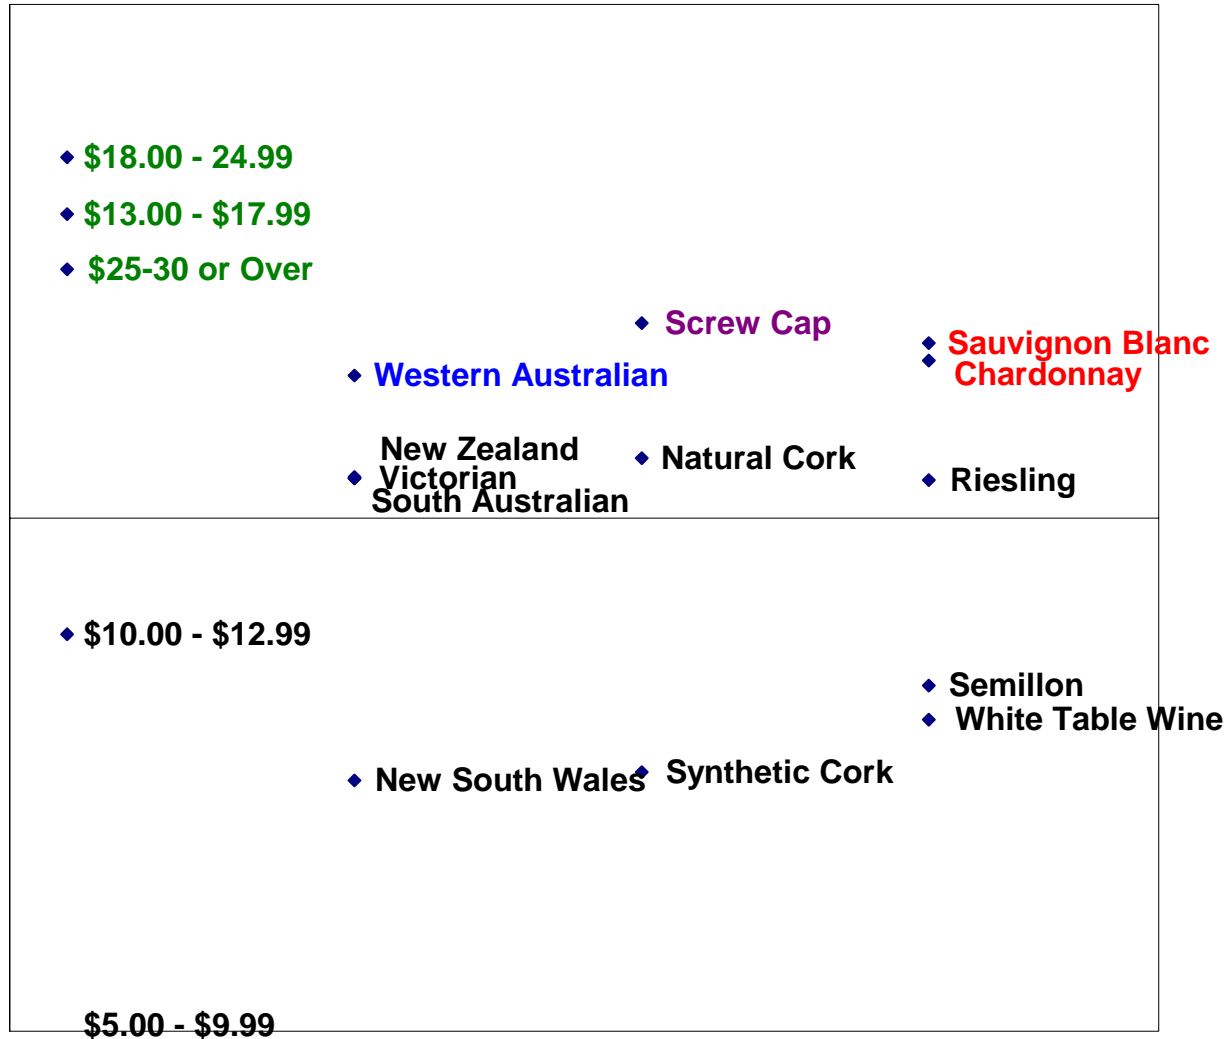 $18.00 - 24.99
$13.00 - $17.99
$25-30 or Over
Screw Cap
Sauvignon Blanc
Chardonnay
Western Australian
New Zealand
Victorian
South Australian
Natural Cork
Riesling
$10.00 - $12.99
Semillon
White Table Wine
New South Wales
Synthetic Cork
$5.00 - $9.99